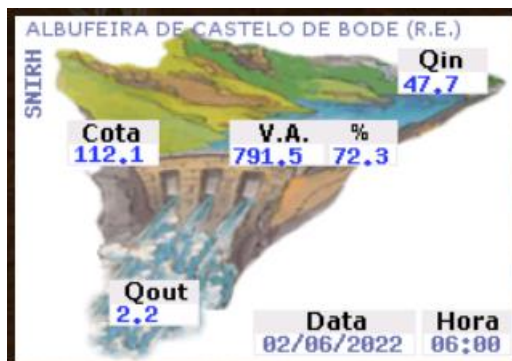 ALBUFEIRA DE CASTELO DE BODE (R.E.)
SNIRH
Qin
47.7
Cota
112.1
V.A.
791.5
%
72.3
Qout
2.2
Data
02/06/2022
Hora
06:00